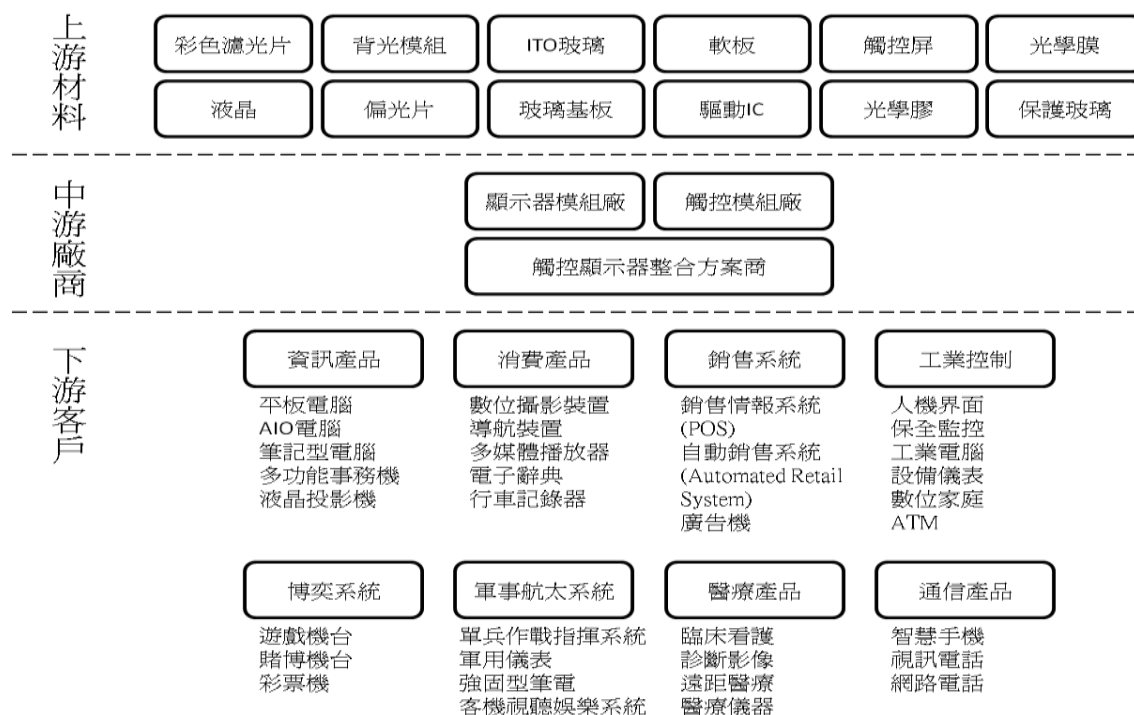 上游材料
彩色濾光片 背光模組 ITO玻璃 軟板 觸控屏 光學膜
液晶 偏光片 玻璃基板 驅動IC 光學膠 保護玻璃
中游廠商
顯示器模組廠 觸控模組廠
觸控顯示器整合方案商
下游客戶
資訊產品
平板電腦
AIO電腦
筆記型電腦
多功能事務機
液晶投影機
消費產品
數位攝影裝置
導航裝置
多媒體播放器
電子辭典
行車記錄器
銷售系統
銷售情報系統
(POS)
自動銷售系統
(Automated Retail
System)
廣告機
工業控制
人機界面
保全監控
工業電腦
設備儀表
數位家庭
ATM
博奕系統
遊戲機台
賭博機台
彩票機
軍事航太系統
單兵作戰指揮系統
軍用儀表
強固型筆電
客機視聽娛樂系統
醫療產品
臨床看護
診斷影像
遠距醫療
醫療儀器
通信產品
智慧手機
視訊電話
網路電話